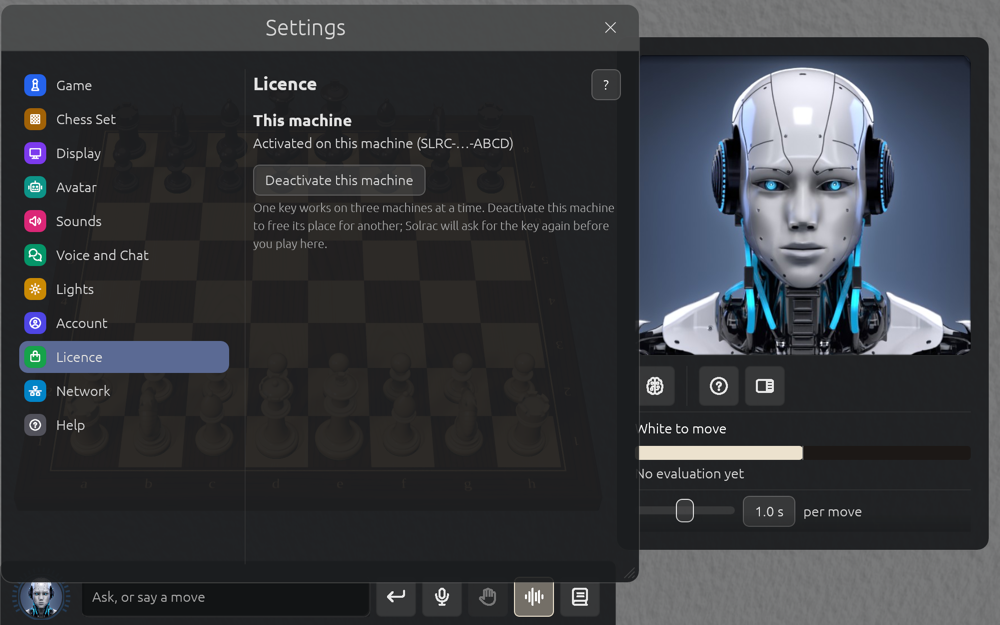 Settings
Game
Chess Set
Display
Avatar
Sounds
Voice and Chat
Lights
Account
Licence
Network
Help
Licence
?
This machine
Activated on this machine (SLRC-…-ABCD)
Deactivate this machine
One key works on three machines at a time. Deactivate this machine
to free its place for another; Solrac will ask for the key again before
you play here.
a b c d e f g h
White to move
No evaluation yet
1.0 s per move
Ask, or say a move